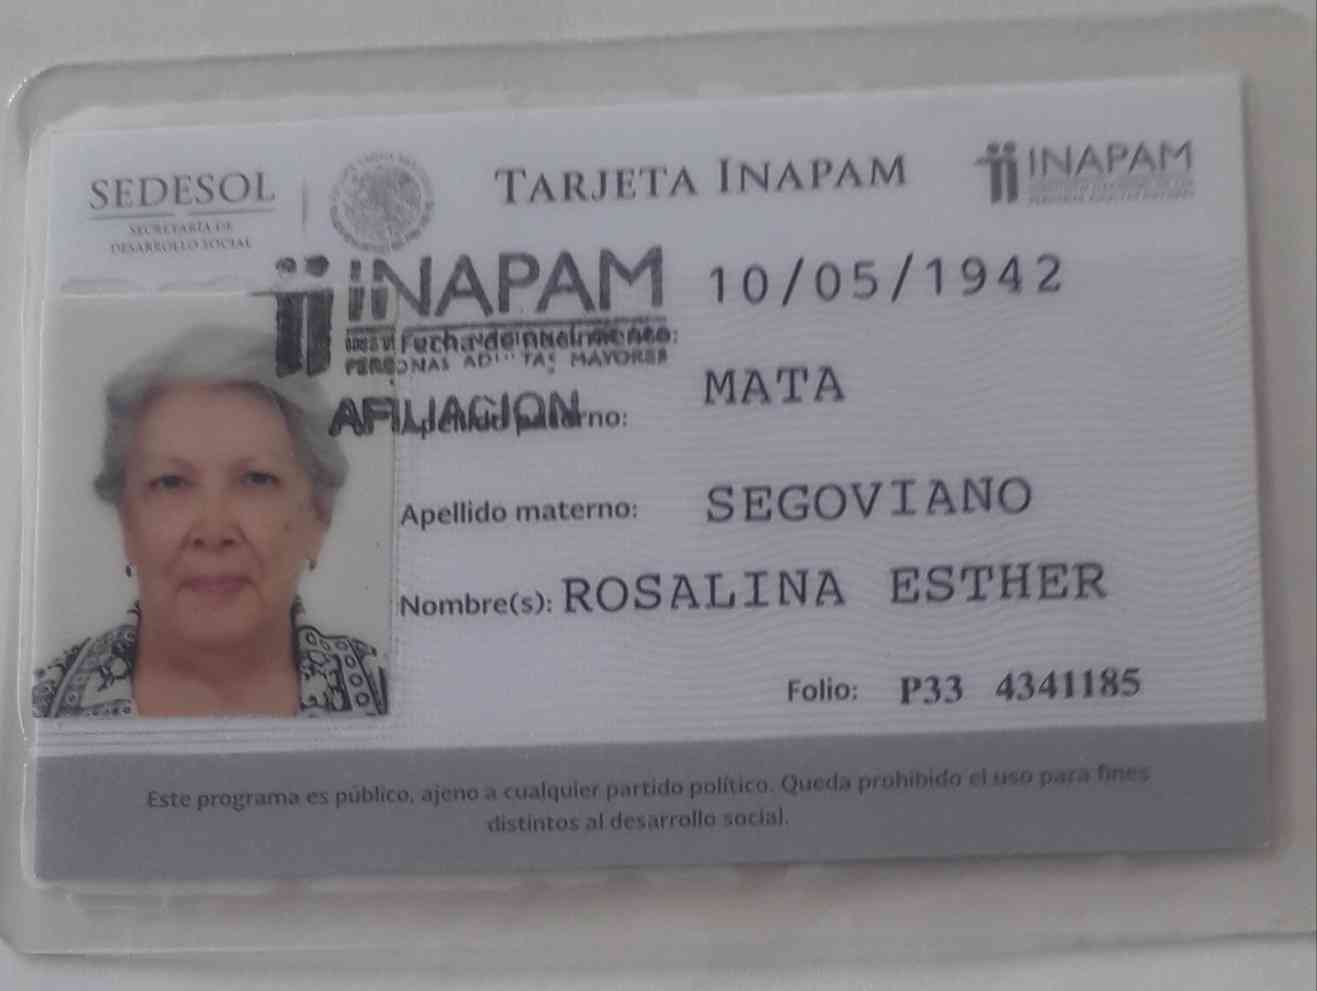 SEDESOL
SECRETARÍA DE
DESARROLLO SOCIAL
TARJETA INAPAM
INAPAM
INAPAM
PERSONAS ADULTAS MAYORES
AFILIACION
Fecha de nacimiento:
10/05/1942
Apellido paterno:
MATA
Apellido materno: SEGOVIANO
Nombre(s): ROSALINA ESTHER
Folio: P33 4341185
Este programa es público, ajeno a cualquier partido político. Queda prohibido el uso para fines
distintos al desarrollo social.